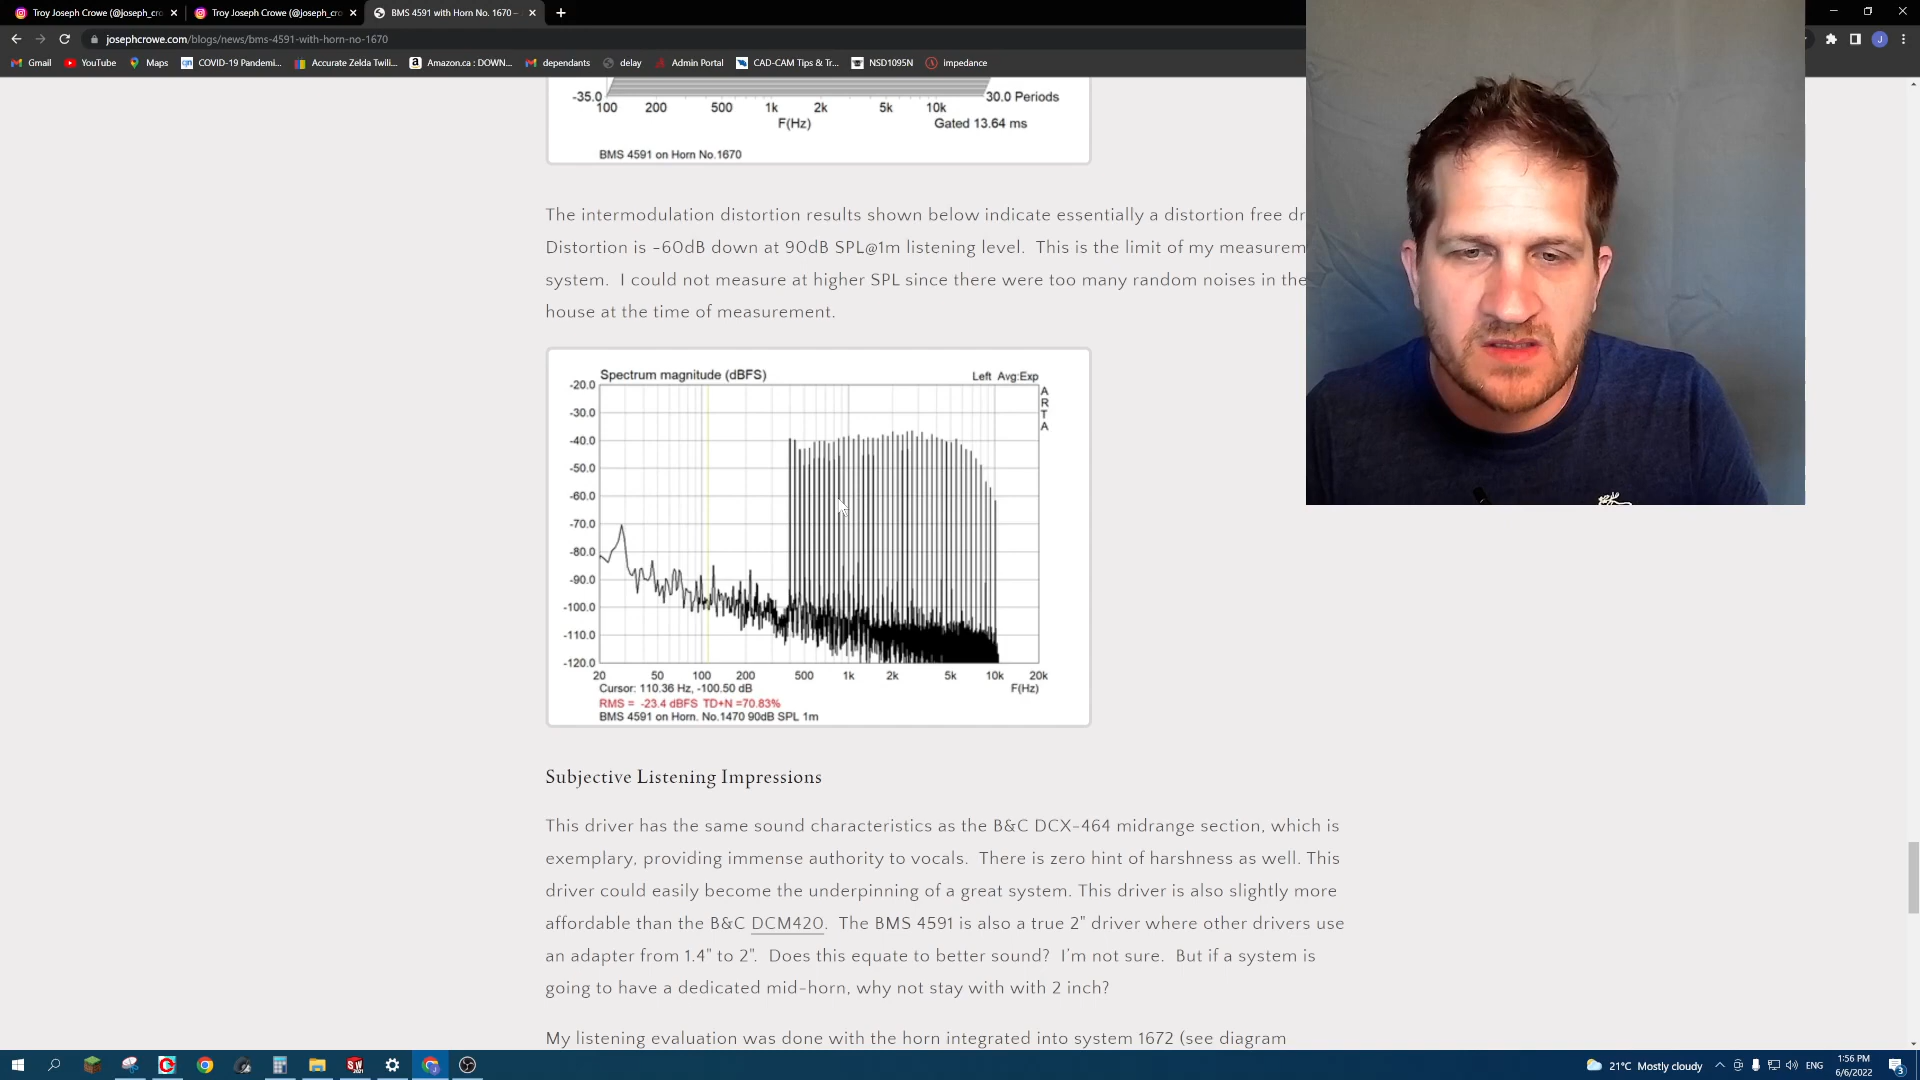 Troy Joseph Crowe (@joseph_cro
Troy Joseph Crowe (@joseph_cro
BMS 4591 with Horn No. 1670 –
josephcrowe.com/blogs/news/bms-4591-with-horn-no-1670
Gmail
YouTube
Maps
COVID-19 Pandemi...
Accurate Zelda Twili...
Amazon.ca : DOWN...
dependants
delay
Admin Portal
CAD-CAM Tips & Tr...
NSD1095N
impedance
-35.0
30.0 Periods
100 200 500 1k 2k 5k 10k
F(Hz)
Gated 13.64 ms
BMS 4591 on Horn No.1670
The intermodulation distortion results shown below indicate essentially a distortion free dr
Distortion is -60dB down at 90dB SPL@1m listening level. This is the limit of my measurem
system. I could not measure at higher SPL since there were too many random noises in the
house at the time of measurement.
Spectrum magnitude (dBFS)
Left Avg:Exp
A
R
T
A
-20.0
-30.0
-40.0
-50.0
-60.0
-70.0
-80.0
-90.0
-100.0
-110.0
-120.0
20 50 100 200 500 1k 2k 5k 10k 20k
Cursor: 110.36 Hz, -100.50 dB
F(Hz)
RMS = -23.4 dBFS TD+N =70.83%
BMS 4591 on Horn. No.1470 90dB SPL 1m
Subjective Listening Impressions
This driver has the same sound characteristics as the B&C DCX-464 midrange section, which is
exemplary, providing immense authority to vocals. There is zero hint of harshness as well. This
driver could easily become the underpinning of a great system. This driver is also slightly more
affordable than the B&C DCM420. The BMS 4591 is also a true 2" driver where other drivers use
an adapter from 1.4" to 2". Does this equate to better sound? I'm not sure. But if a system is
going to have a dedicated mid-horn, why not stay with with 2 inch?
My listening evaluation was done with the horn integrated into system 1672 (see diagram
21°C Mostly cloudy
ENG
1:56 PM
6/6/2022
3